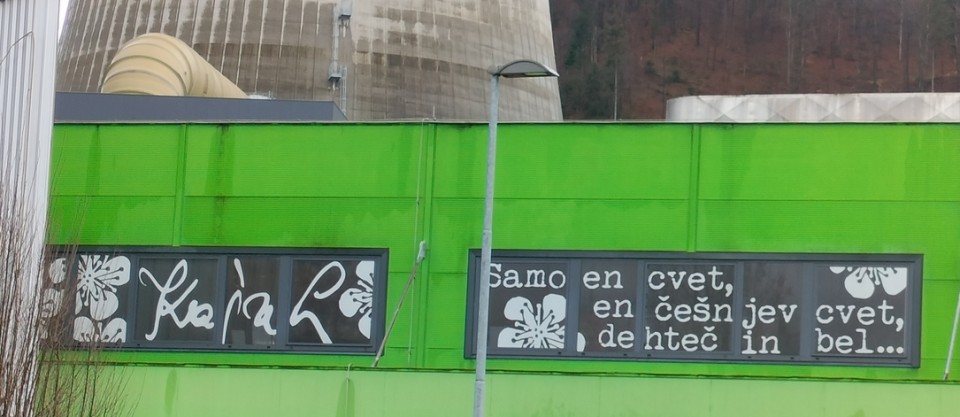 Kajuh
Samo en cvet,
en češnjev cvet,
dehteč in bel...